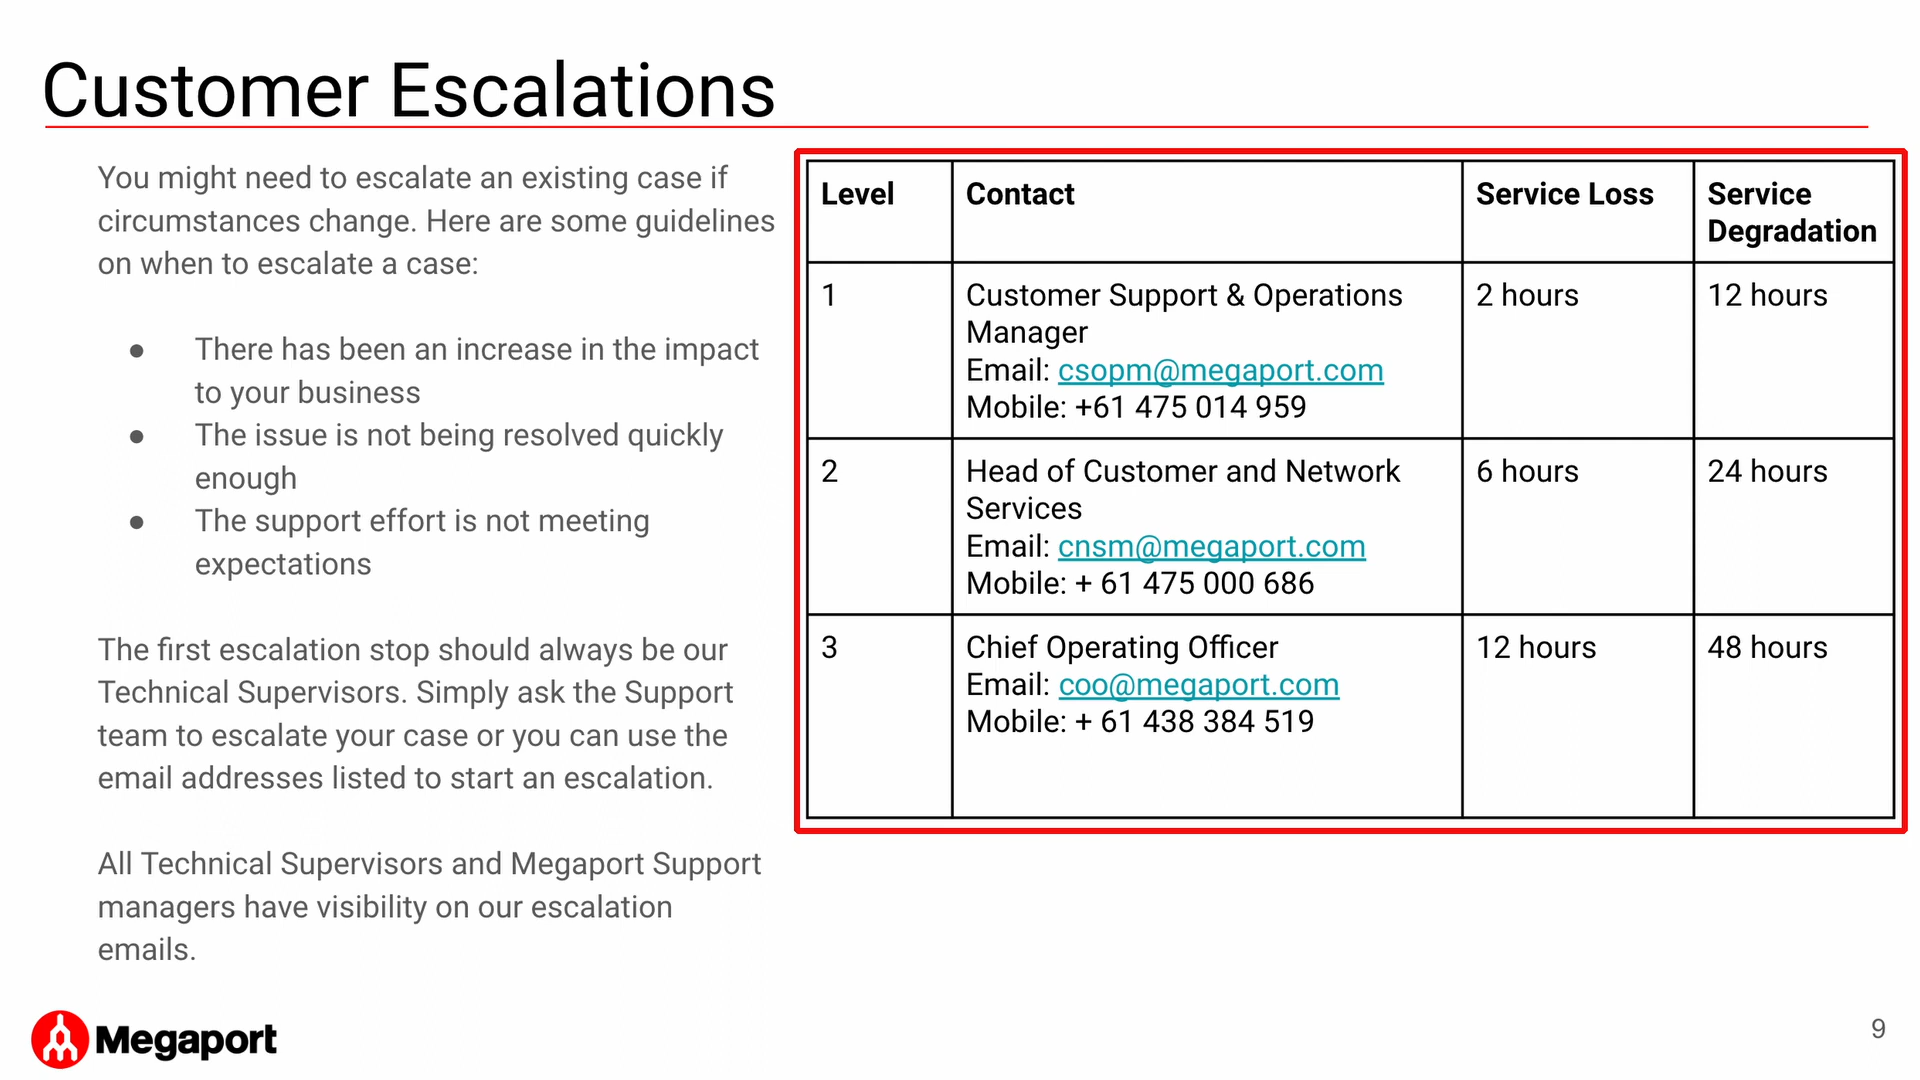 Customer Escalations
You might need to escalate an existing case if
circumstances change. Here are some guidelines
on when to escalate a case:
● There has been an increase in the impact
to your business
● The issue is not being resolved quickly
enough
● The support effort is not meeting
expectations
The first escalation stop should always be our
Technical Supervisors. Simply ask the Support
team to escalate your case or you can use the
email addresses listed to start an escalation.
All Technical Supervisors and Megaport Support
managers have visibility on our escalation
emails.
Level Contact Service Loss Service
Degradation
1 Customer Support & Operations 2 hours 12 hours
Manager
Email: csopm@megaport.com
Mobile: +61 475 014 959
2 Head of Customer and Network 6 hours 24 hours
Services
Email: cnsm@megaport.com
Mobile: + 61 475 000 686
3 Chief Operating Officer 12 hours 48 hours
Email: coo@megaport.com
Mobile: + 61 438 384 519
Megaport
9